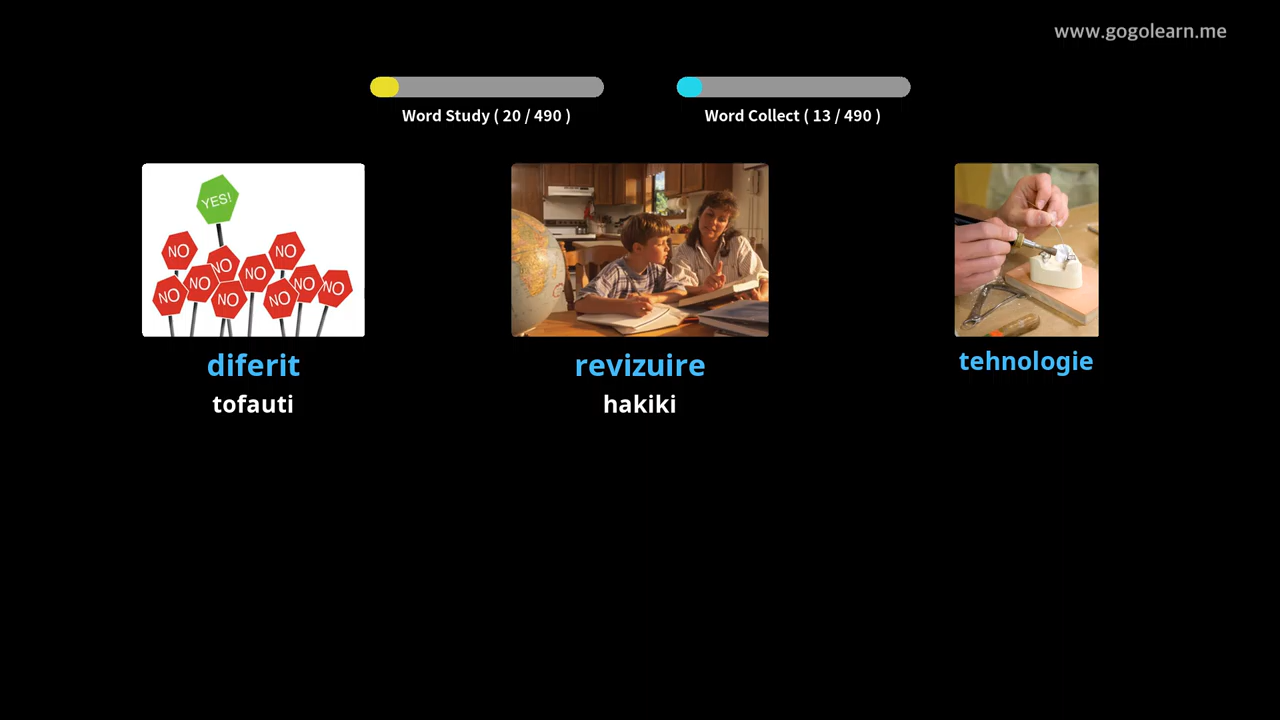 www.gogolearn.me
Word Study ( 20 / 490 )
Word Collect ( 13 / 490 )
YES!
NO
NO
NO
NO
NO
NO
NO
NO
NO
NO
diferit
tofauti
revizuire
hakiki
tehnologie